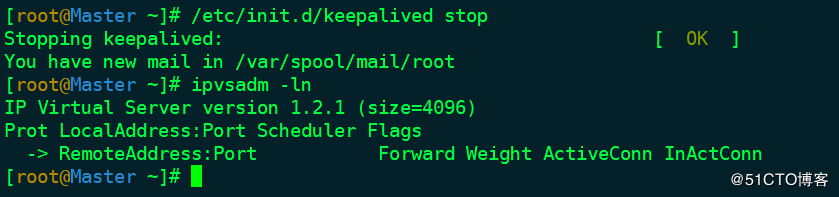 [root@Master ~]# /etc/init.d/keepalived stop
Stopping keepalived:                                       [  OK  ]
You have new mail in /var/spool/mail/root
[root@Master ~]# ipvsadm -ln
IP Virtual Server version 1.2.1 (size=4096)
Prot LocalAddress:Port Scheduler Flags
  -> RemoteAddress:Port           Forward Weight ActiveConn InActConn
[root@Master ~]#
@51CTO博客